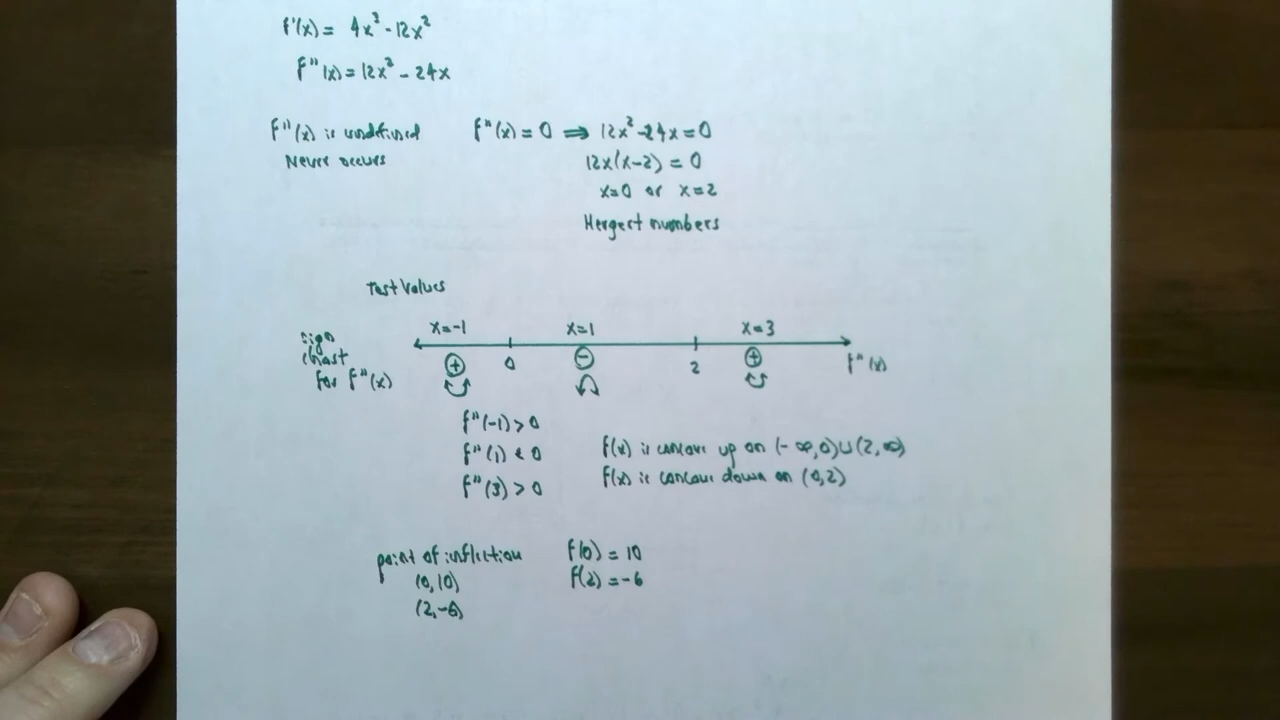 f'(x) = 4x³ - 12x²
f"(x) = 12x² - 24x
f"(x) is undefined
Never occurs
f"(x) = 0 ⟹ 12x² - 24x = 0
12x(x-2) = 0
x=0 or x=2
Hergert numbers
Test Values
x=-1 x=1 x=3
Sign
chart
for f"(x)
+ 0 − 2 + f"(x)
f"(-1) > 0
f"(1) < 0
f"(3) > 0
f(x) is concave up on (-∞,0)∪(2,∞)
f(x) is concave down on (0,2)
point of inflection
(0,10)
(2,-6)
f(0) = 10
f(2) = -6